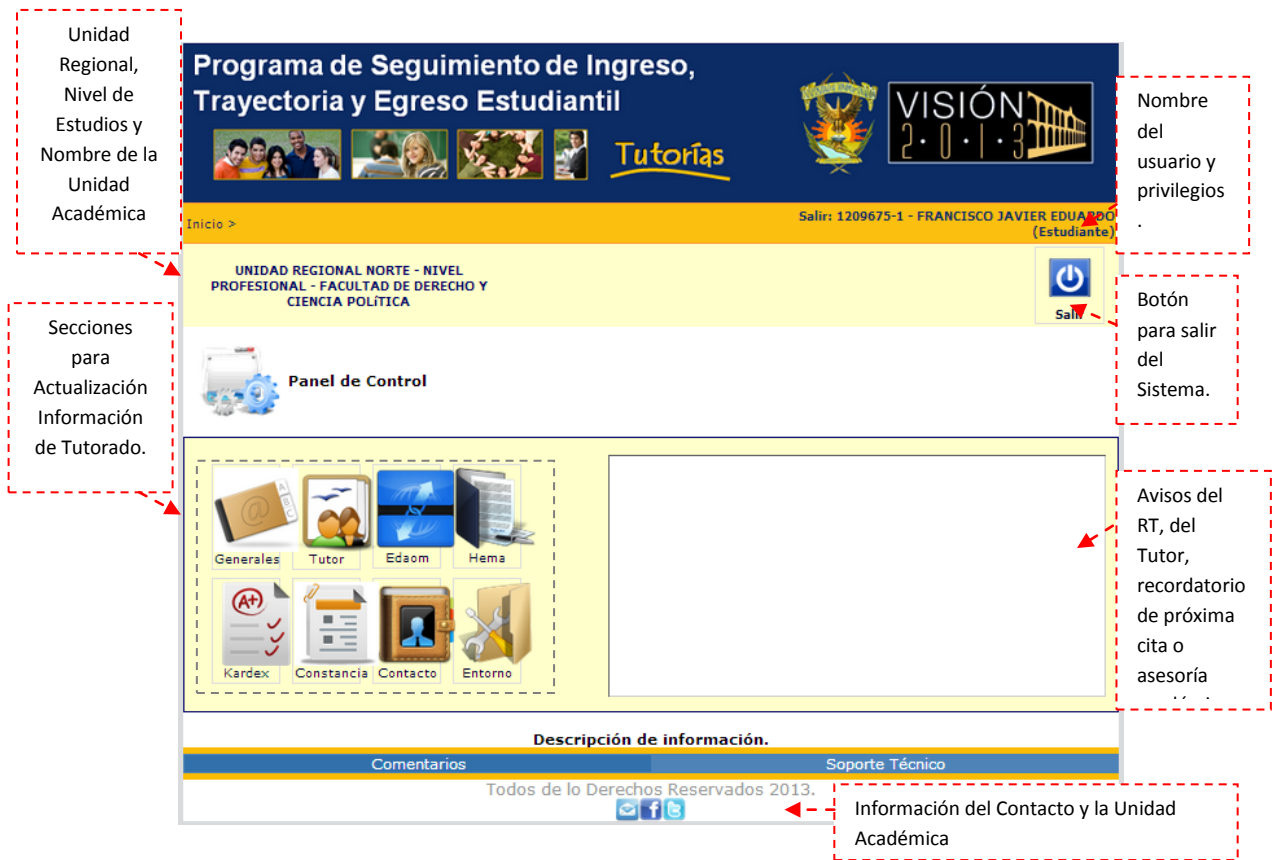 Unidad
Regional,
Nivel de
Estudios y
Nombre de la
Unidad
Académica
Programa de Seguimiento de Ingreso,
Trayectoria y Egreso Estudiantil
Tutorías
VISIÓN
2·0·1·3
Nombre
del
usuario y
privilegios
.
Inicio >
Salir: 1209675-1 - FRANCISCO JAVIER EDUARDO
(Estudiante)
UNIDAD REGIONAL NORTE - NIVEL
PROFESIONAL - FACULTAD DE DERECHO Y
CIENCIA POLíTICA
Salir
Botón
para salir
del
Sistema.
Secciones
para
Actualización
Información
de Tutorado.
Panel de Control
Generales Tutor Edaom Hema
A+
Kardex Constancia Contacto Entorno
Avisos del
RT, del
Tutor,
recordatorio
de próxima
cita o
asesoría
Descripción de información.
Comentarios Soporte Técnico
Todos de lo Derechos Reservados 2013.
Información del Contacto y la Unidad
Académica